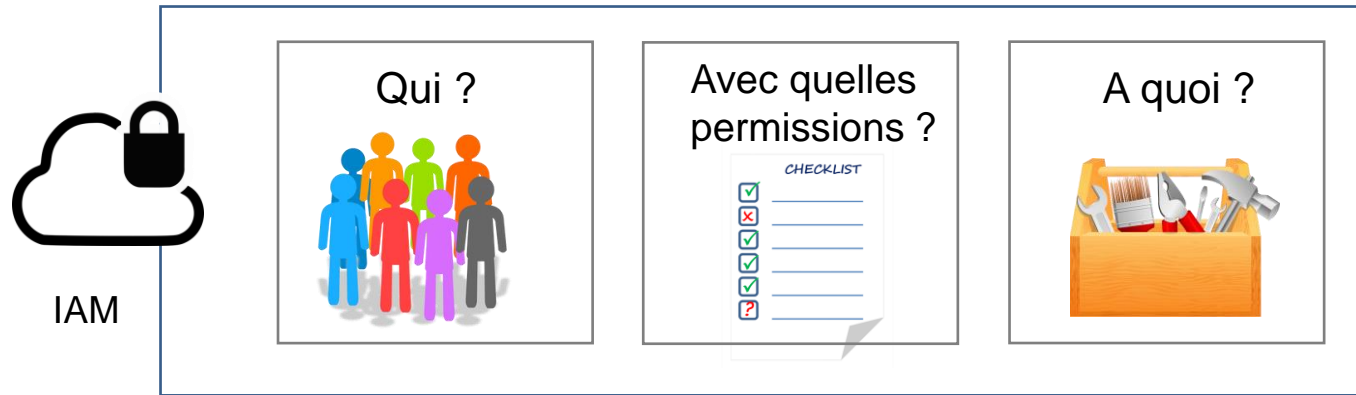 Qui ?
Avec quelles
permissions ?
A quoi ?
CHECKLIST
?
IAM